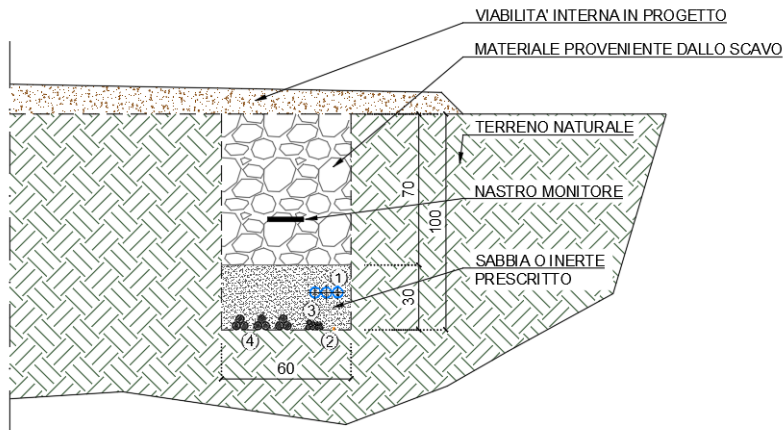 VIABILITA' INTERNA IN PROGETTO
MATERIALE PROVENIENTE DALLO SCAVO
TERRENO NATURALE
70
NASTRO MONITORE
100
SABBIA O INERTE
PRESCRITTO
1
30
3
4
2
60